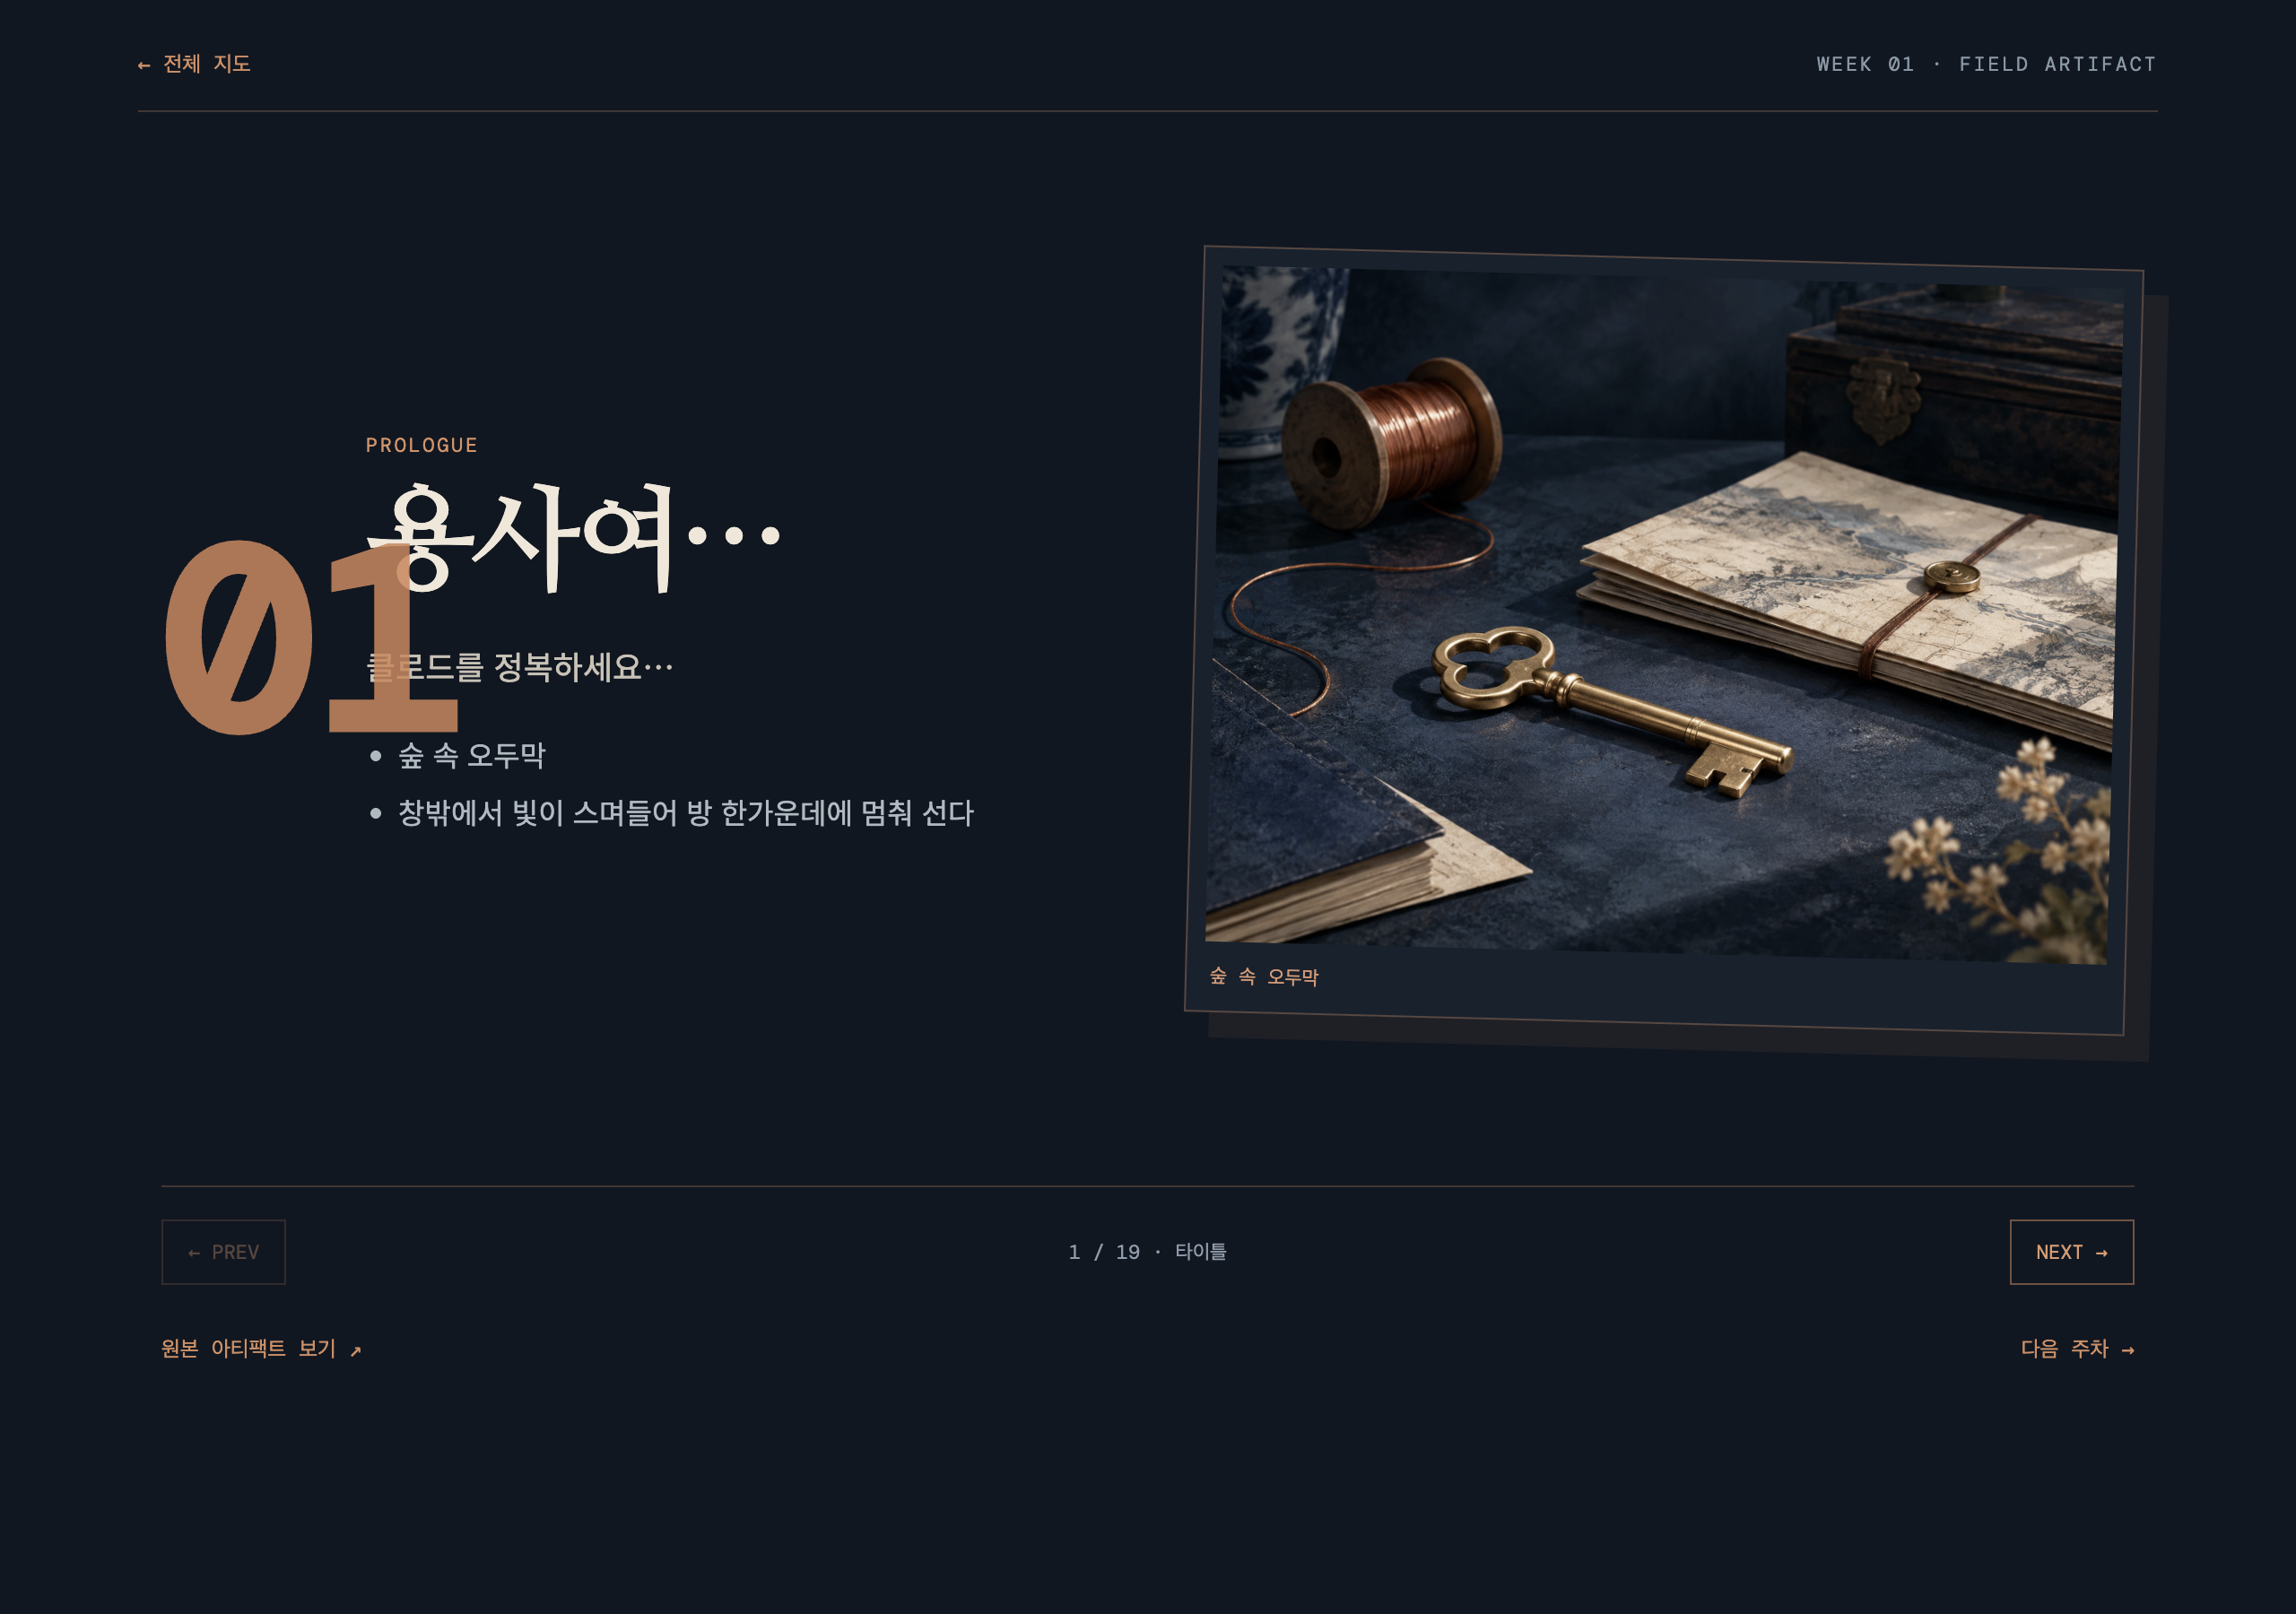 ← 전체 지도
WEEK 01 · FIELD ARTIFACT
PROLOGUE
용사여…
01
클로드를 정복하세요…
• 숲 속 오두막
• 창밖에서 빛이 스며들어 방 한가운데에 멈춰 선다
숲 속 오두막
← PREV
1 / 19 · 타이틀
NEXT →
원본 아티팩트 보기 ↗
다음 주차 →